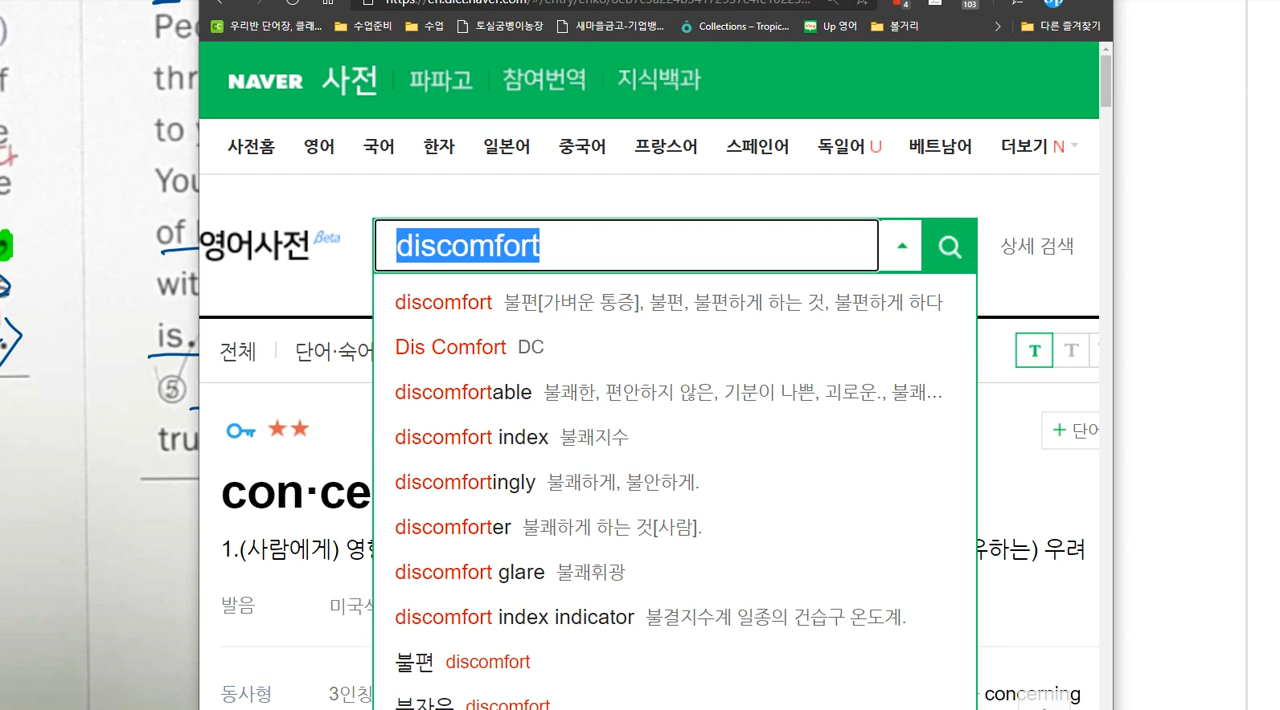 우리반 단어장, 클래...
수업준비
수업
토실굼벵이농장
새마을금고-기업뱅...
Collections – Tropic...
Up 영어
볼거리
다른 즐겨찾기
NAVER 사전
파파고
참여번역
지식백과
사전홈
영어
국어
한자
일본어
중국어
프랑스어
스페인어
독일어 U
베트남어
더보기 N
영어사전 Beta
discomfort
상세 검색
discomfort 불편[가벼운 통증], 불편, 불편하게 하는 것, 불편하게 하다
Dis Comfort DC
discomfortable 불쾌한, 편안하지 않은, 기분이 나쁜, 괴로운., 불쾌...
discomfort index 불쾌지수
discomfortingly 불쾌하게, 불안하게.
discomforter 불쾌하게 하는 것[사람].
discomfort glare 불쾌휘광
discomfort index indicator 불결지수계 일종의 건습구 온도계.
불편 discomfort
부자유 discomfort
전체
단어·숙어
T T
+ 단어
con·ce
1.(사람에게) 영향
우려
발음
미국식
동사형
3인칭
concerning
thr
to
You
of
wit
is.
⑤
tru